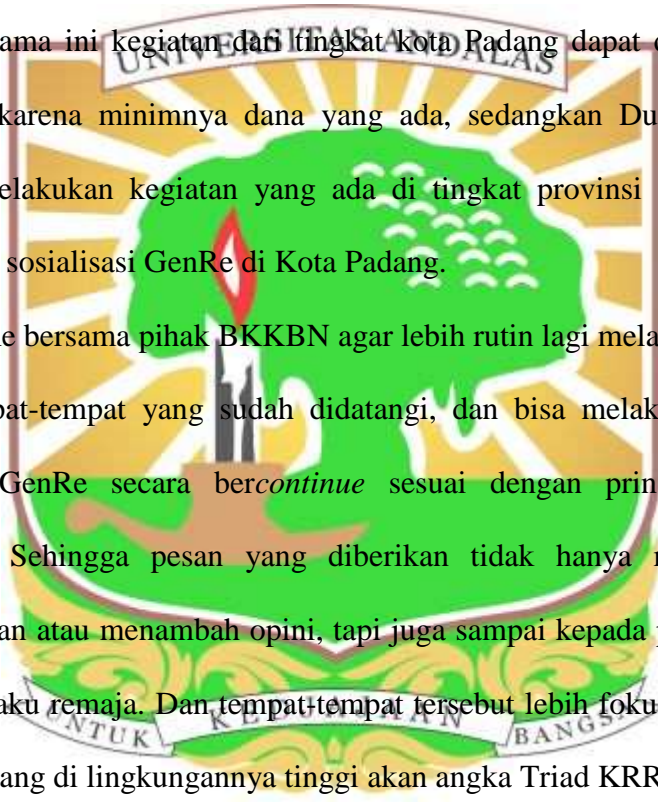 ama ini kegiatan dari tingkat kota Padang dapat
UNIVERSITAS ANDALAS
karena minimnya dana yang ada, sedangkan Du
elakukan kegiatan yang ada di tingkat provinsi
sosialisasi GenRe di Kota Padang.
e bersama pihak BKKBN agar lebih rutin lagi mela
pat-tempat yang sudah didatangi, dan bisa melak
GenRe secara bercontinue sesuai dengan prin
Sehingga pesan yang diberikan tidak hanya
an atau menambah opini, tapi juga sampai kepada
aku remaja. Dan tempat-tempat tersebut lebih foku
UNTUK KEDJAJAAN BANGSA
ang di lingkungannya tinggi akan angka Triad KRR